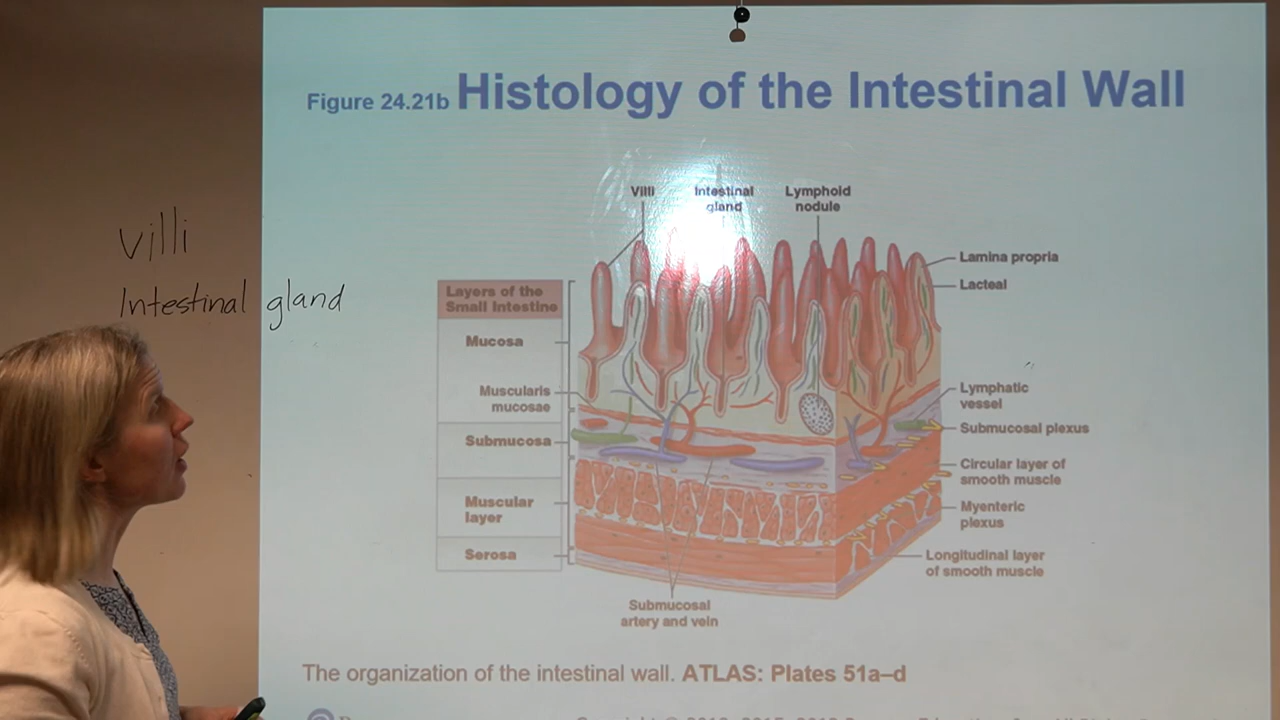 Figure 24.21b Histology of the Intestinal Wall
villi
Intestinal gland
Villi
Intestinal
gland
Lymphoid
nodule
Lamina propria
Lacteal
Layers of the
Small Intestine
Mucosa
Muscularis
mucosae
Submucosa
Muscular
layer
Serosa
Lymphatic
vessel
Submucosal plexus
Circular layer of
smooth muscle
Myenteric
plexus
Longitudinal layer
of smooth muscle
Submucosal
artery and vein
The organization of the intestinal wall. ATLAS: Plates 51a–d